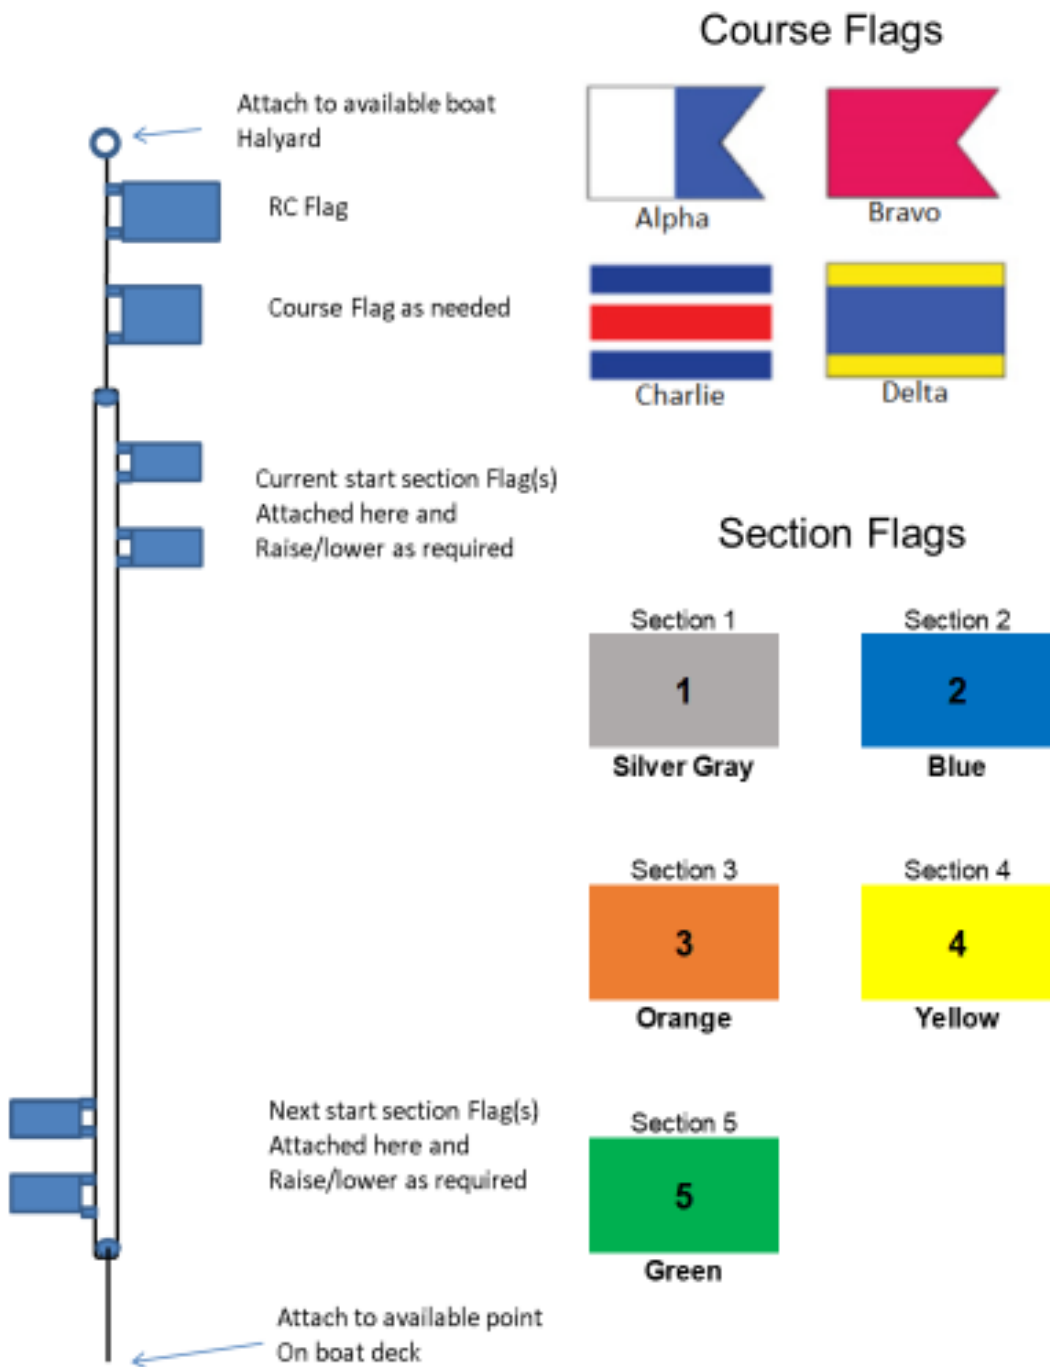 Course Flags
Attach to available boat
Halyard
RC Flag
Alpha
Bravo
Course Flag as needed
Charlie
Delta
Current start section Flag(s)
Attached here and
Raise/lower as required
Section Flags
Section 1
1
Silver Gray
Section 2
2
Blue
Section 3
3
Orange
Section 4
4
Yellow
Next start section Flag(s)
Attached here and
Raise/lower as required
Section 5
5
Green
Attach to available point
On boat deck